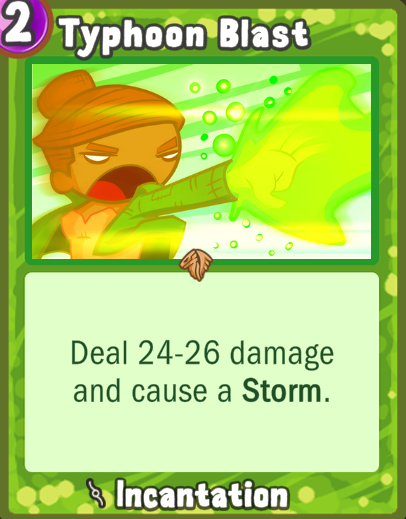 2
Typhoon Blast
Deal 24-26 damage
and cause a Storm.
Incantation